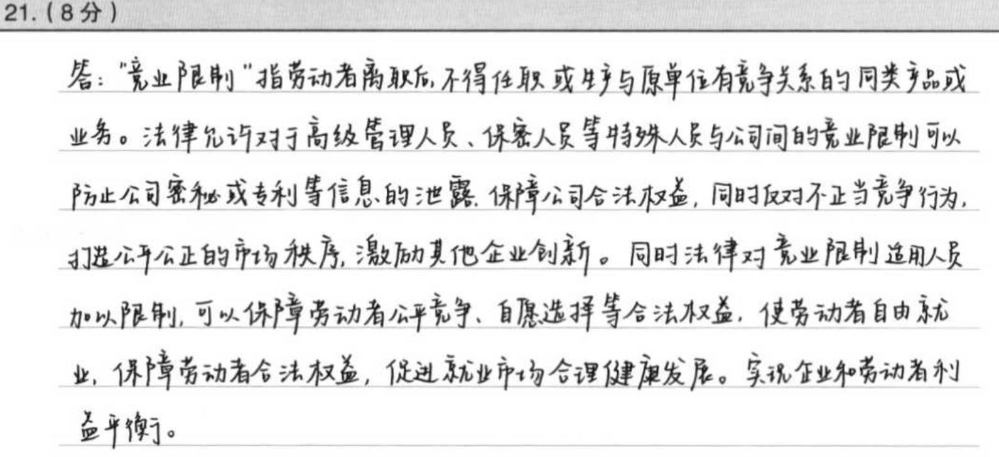 21.(8分)
答："竞业限制"指劳动者离职后,不得任职或生产与原单位有竞争关系的同类产品或
业务。法律允许对于高级管理人员、保密人员等特殊人员与公司间的竞业限制可以
防止公司密秘或专利等信息的泄露,保障公司合法权益,同时反对不正当竞争行为,
打造公平公正的市场秩序,激励其他企业创新。同时法律对竞业限制适用人员
加以限制,可以保障劳动者公平竞争、自愿选择等合法权益,使劳动者自由就
业,保障劳动者合法权益,促进就业市场合理健康发展。实现企业和劳动者利
益平衡。